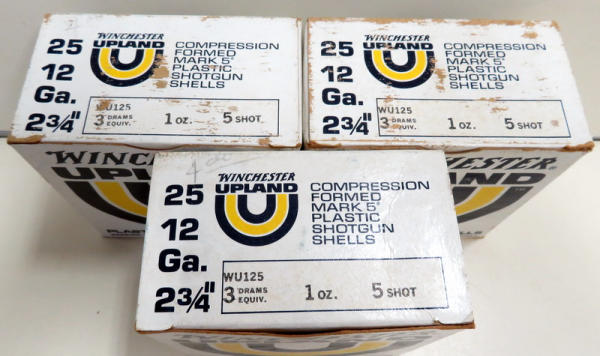 25
12
Ga.
2¾"
WINCHESTER
UPLAND
COMPRESSION
FORMED
MARK 5
PLASTIC
SHOTGUN
SHELLS
WU125
3 DRAMS EQUIV. 1 oz. 5 SHOT
25
12
Ga.
2¾"
WINCHESTER
UPLAND
COMPRESSION
FORMED
MARK 5
PLASTIC
SHOTGUN
SHELLS
WU125
3 DRAMS EQUIV. 1 oz. 5 SHOT
WINCHESTER
UPLAND
WINCHESTER
UPLAND
25
12
Ga.
2¾"
WINCHESTER
UPLAND
COMPRESSION
FORMED
MARK 5
PLASTIC
SHOTGUN
SHELLS
WU125
3 DRAMS EQUIV. 1 oz. 5 SHOT